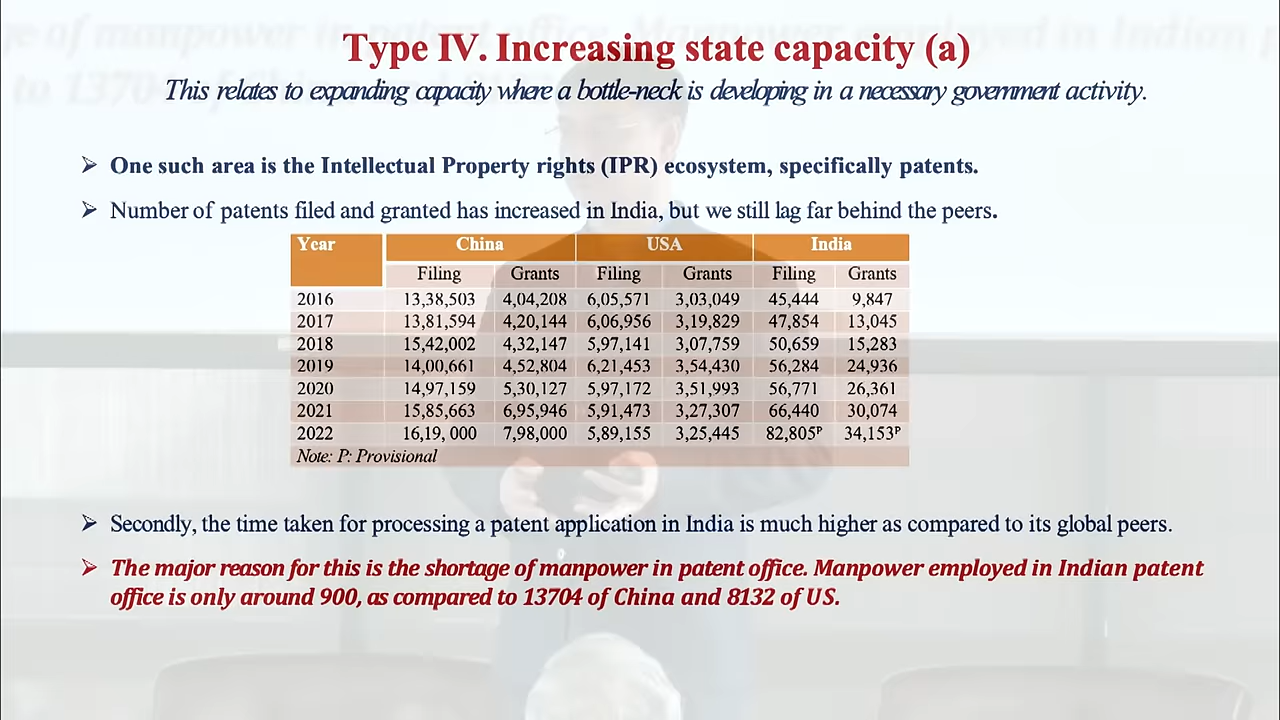 Type IV. Increasing state capacity (a)
This relates to expanding capacity where a bottle-neck is developing in a necessary government activity.
➢ One such area is the Intellectual Property rights (IPR) ecosystem, specifically patents.
➢ Number of patents filed and granted has increased in India, but we still lag far behind the peers.
Year China USA India
Filing Grants Filing Grants Filing Grants
2016 13,38,503 4,04,208 6,05,571 3,03,049 45,444 9,847
2017 13,81,594 4,20,144 6,06,956 3,19,829 47,854 13,045
2018 15,42,002 4,32,147 5,97,141 3,07,759 50,659 15,283
2019 14,00,661 4,52,804 6,21,453 3,54,430 56,284 24,936
2020 14,97,159 5,30,127 5,97,172 3,51,993 56,771 26,361
2021 15,85,663 6,95,946 5,91,473 3,27,307 66,440 30,074
2022 16,19, 000 7,98,000 5,89,155 3,25,445 82,805ᴾ 34,153ᴾ
Note: P: Provisional
➢ Secondly, the time taken for processing a patent application in India is much higher as compared to its global peers.
➢ The major reason for this is the shortage of manpower in patent office. Manpower employed in Indian patent
office is only around 900, as compared to 13704 of China and 8132 of US.